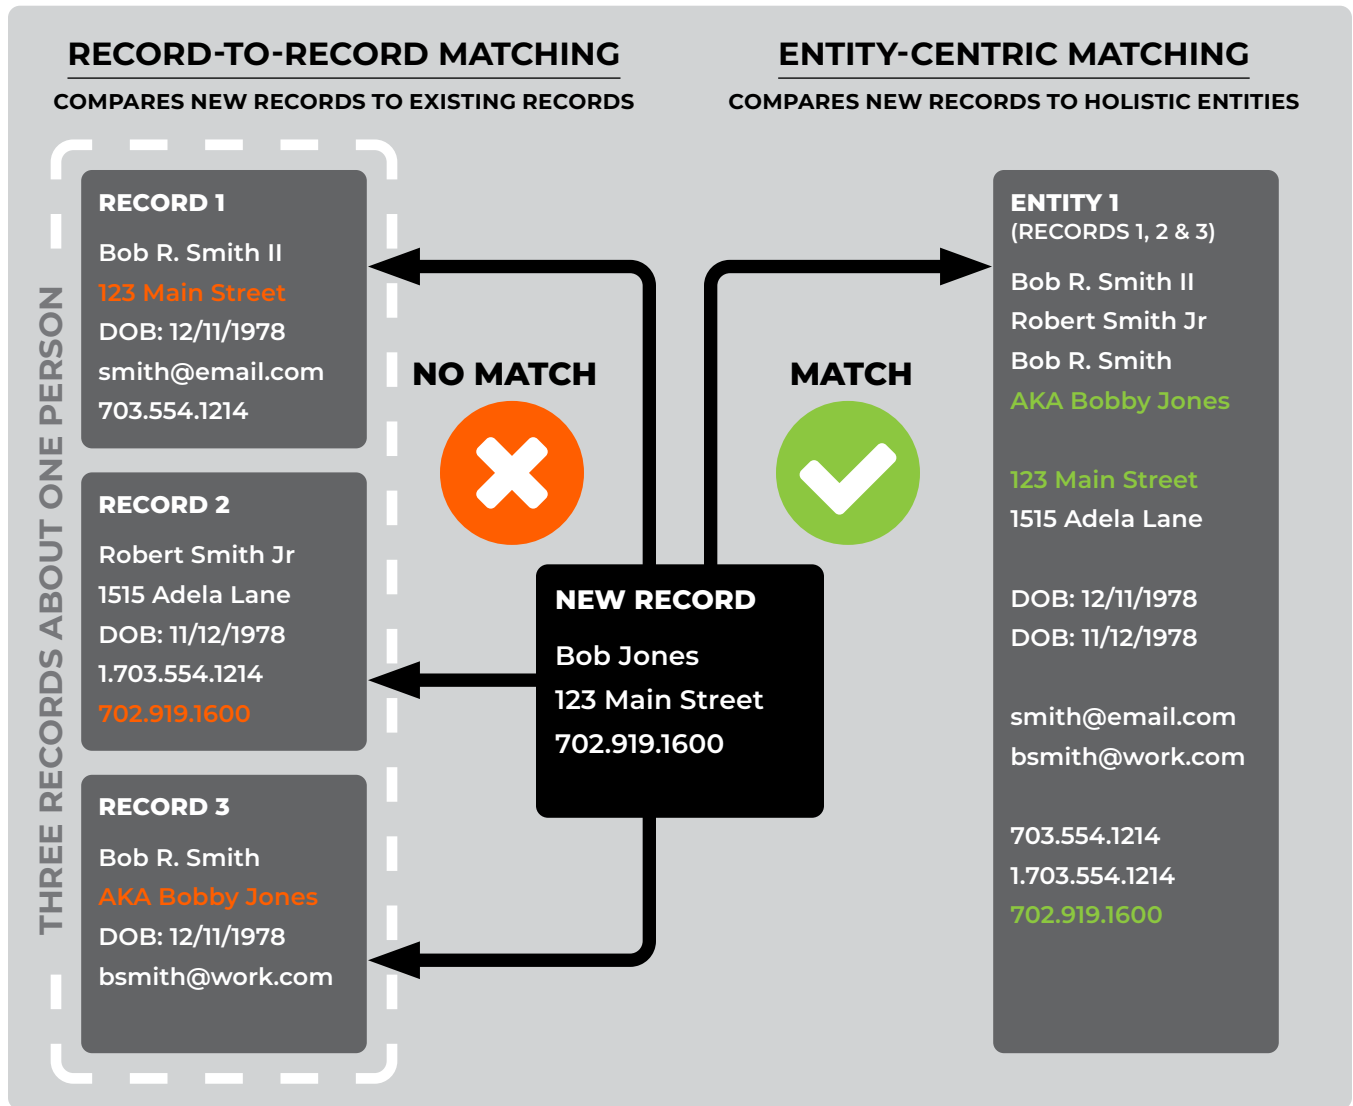 RECORD-TO-RECORD MATCHING
COMPARES NEW RECORDS TO EXISTING RECORDS
ENTITY-CENTRIC MATCHING
COMPARES NEW RECORDS TO HOLISTIC ENTITIES
THREE RECORDS ABOUT ONE PERSON
RECORD 1
Bob R. Smith II
123 Main Street
DOB: 12/11/1978
smith@email.com
703.554.1214
RECORD 2
Robert Smith Jr
1515 Adela Lane
DOB: 11/12/1978
1.703.554.1214
702.919.1600
RECORD 3
Bob R. Smith
AKA Bobby Jones
DOB: 12/11/1978
bsmith@work.com
NO MATCH
MATCH
NEW RECORD
Bob Jones
123 Main Street
702.919.1600
ENTITY 1
(RECORDS 1, 2 & 3)
Bob R. Smith II
Robert Smith Jr
Bob R. Smith
AKA Bobby Jones
123 Main Street
1515 Adela Lane
DOB: 12/11/1978
DOB: 11/12/1978
smith@email.com
bsmith@work.com
703.554.1214
1.703.554.1214
702.919.1600